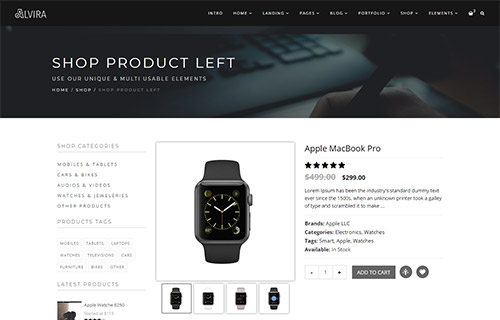 ALVIRA
INTRO HOME LANDING PAGES BLOG PORTFOLIO SHOP ELEMENTS
SHOP PRODUCT LEFT
USE OUR UNIQUE & MULTI USABLE ELEMENTS
HOME / SHOP / SHOP PRODUCT LEFT
SHOP CATEGORIES
MOBILES & TABLETS
CARS & BIKES
AUDIOS & VIDEOS
WATCHES & JEWELERIES
OTHER PRODUCTS
PRODUCTS TAGS
MOBILES TABLETS LAPTOPS
WATCHES TELEVISIONS CARS
FURNITURE BIKES OTHER
LATEST PRODUCTS
Apple Watche 8250
Started at $115
Apple MacBook Pro
$499.00 $299.00
Lorem Ipsum has been the industry's standard dummy text
ever since the 1500s, when an unknown printer took a galley
of type and scrambled it to make ...
Brands: Apple LLC
Categories: Electronics, Watches
Tags: Smart, Apple, Watches
Available: In Stock
- 1 + ADD TO CART